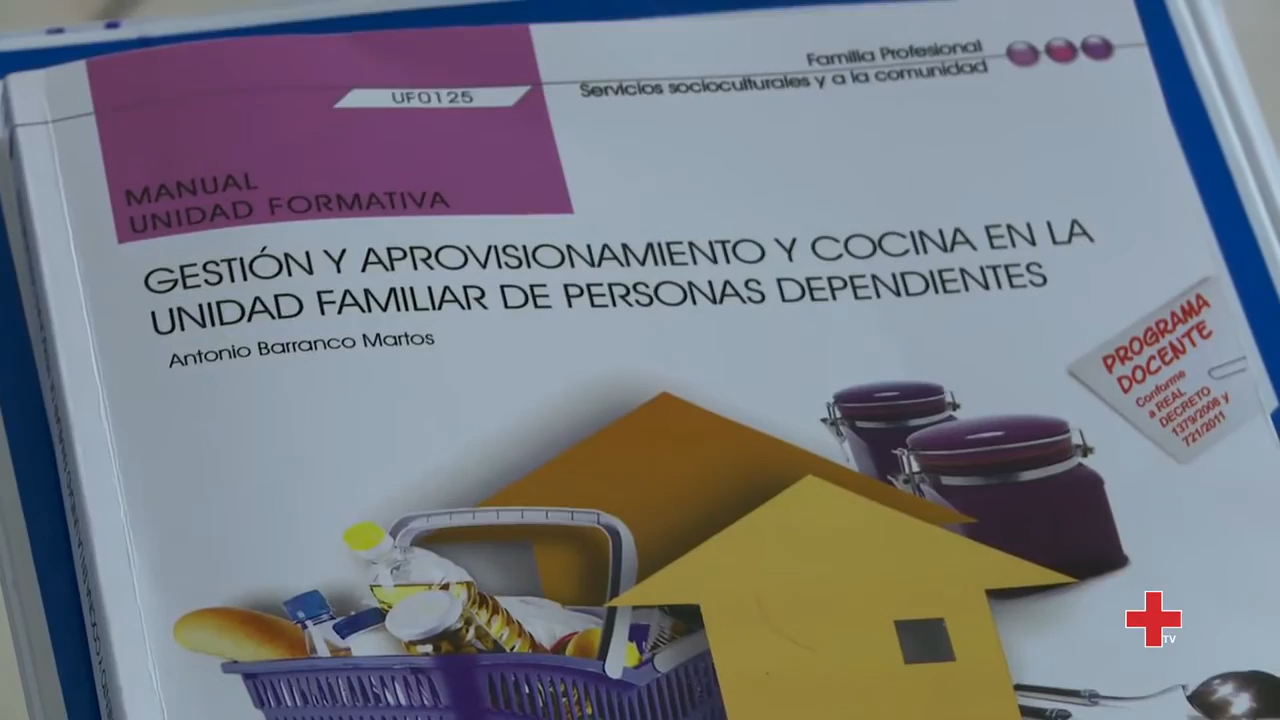 Familia Profesional
Servicios socioculturales y a la comunidad
UF0125
MANUAL
UNIDAD FORMATIVA
GESTIÓN Y APROVISIONAMIENTO Y COCINA EN LA
UNIDAD FAMILIAR DE PERSONAS DEPENDIENTES
Antonio Barranco Martos
PROGRAMA
DOCENTE
Conforme
a REAL
DECRETO
1379/2008 y
721/2011
TV